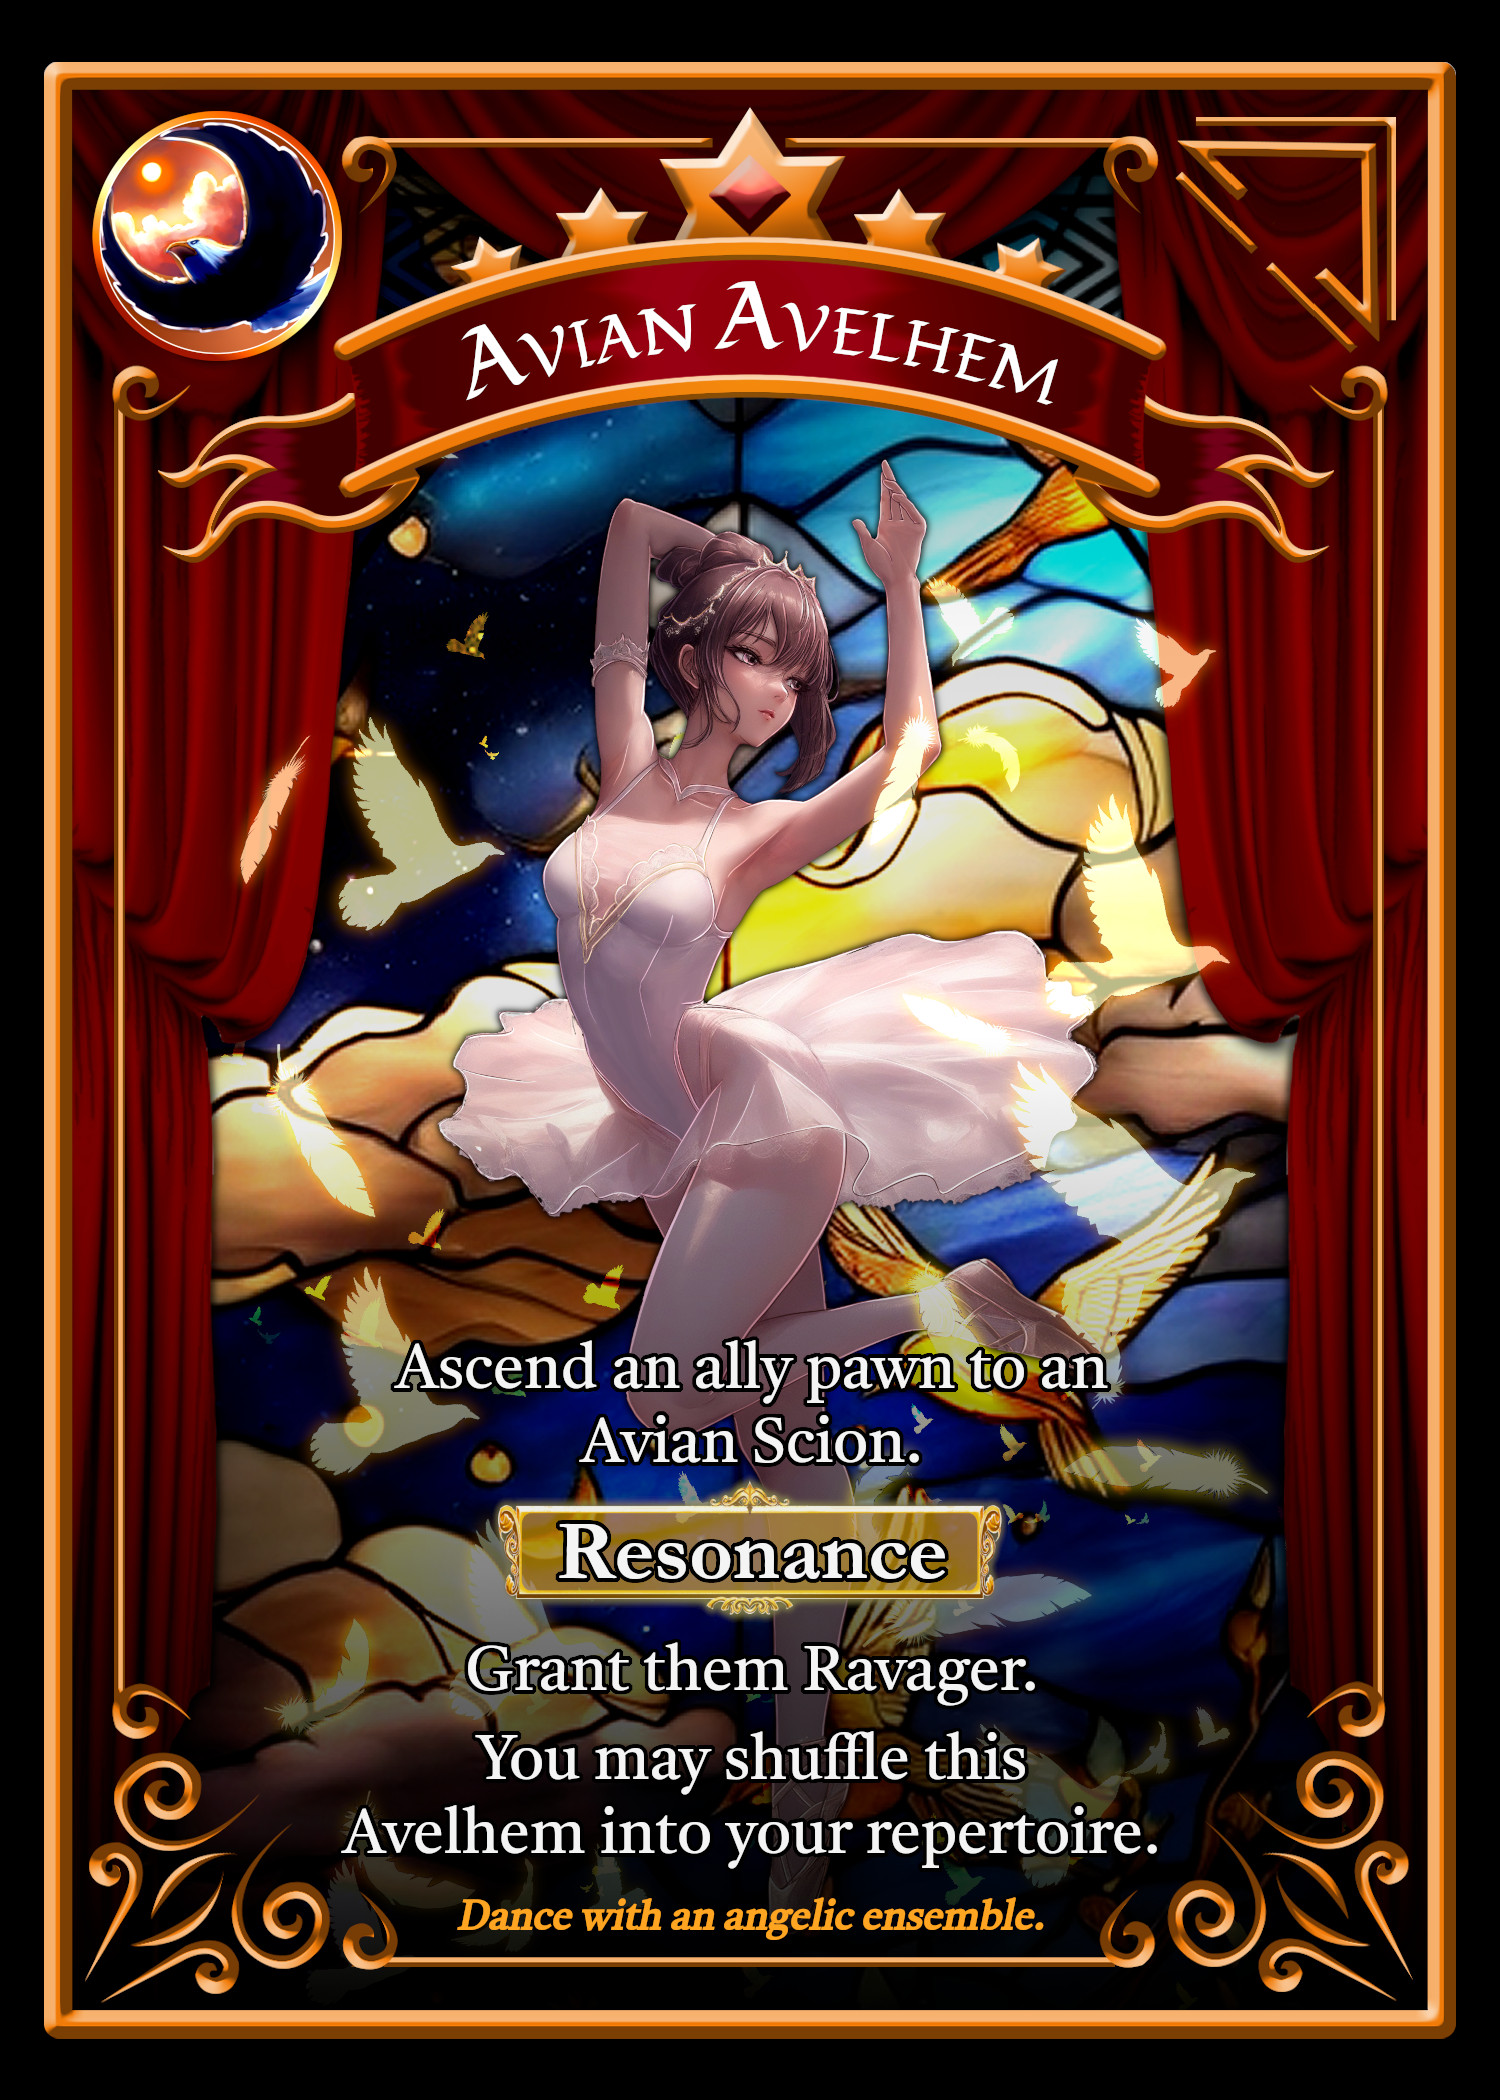 Avian Avelhem
Ascend an ally pawn to an
Avian Scion.
Resonance
Grant them Ravager.
You may shuffle this
Avelhem into your repertoire.
Dance with an angelic ensemble.